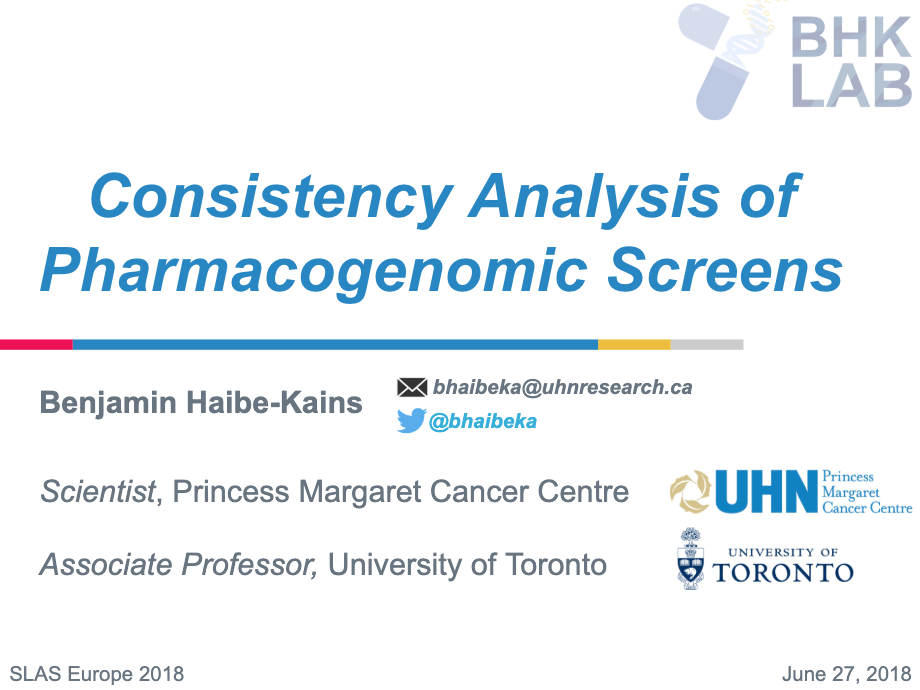 BHK
LAB
Consistency Analysis of
Pharmacogenomic Screens
Benjamin Haibe-Kains
bhaibeka@uhnresearch.ca
@bhaibeka
Scientist, Princess Margaret Cancer Centre
UHN
Princess
Margaret
Cancer Centre
Associate Professor, University of Toronto
UNIVERSITY OF
TORONTO
SLAS Europe 2018
June 27, 2018